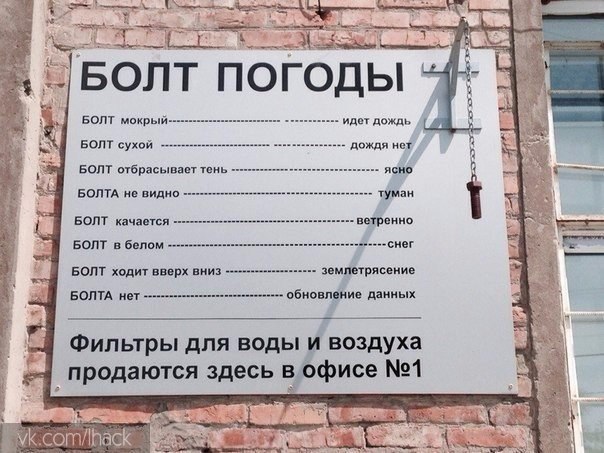 БОЛТ ПОГОДЫ
БОЛТ мокрый------------------------ -----------идет дождь
БОЛТ сухой ------------------------ ------------ дождя нет
БОЛТ отбрасывает тень ------------------------------ ясно
БОЛТА не видно ---------------------------------------- туман
БОЛТ качается ------------------------------------ ветренно
БОЛТ в белом --------------------------------------------снег
БОЛТ ходит вверх вниз ------------------ землетрясение
БОЛТА нет --------------------------- обновление данных
Фильтры для воды и воздуха
продаются здесь в офисе №1
vk.com/lhack